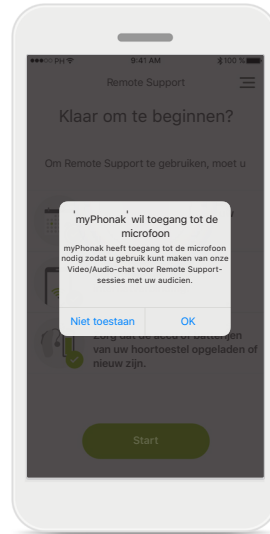 PH 9:41 AM 100 %
Remote Support
Klaar om te beginnen?
Om Remote Support te gebruiken, moet u
'myPhonak' wil toegang tot de
microfoon
myPhonak heeft toegang tot de microfoon
nodig zodat u gebruik kunt maken van onze
Video/Audio-chat voor Remote Support-
sessies met uw audicien.
Niet toestaan OK
Zorg dat de accu of batterijen
van uw hoortoestel opgeladen of
nieuw zijn.
Start